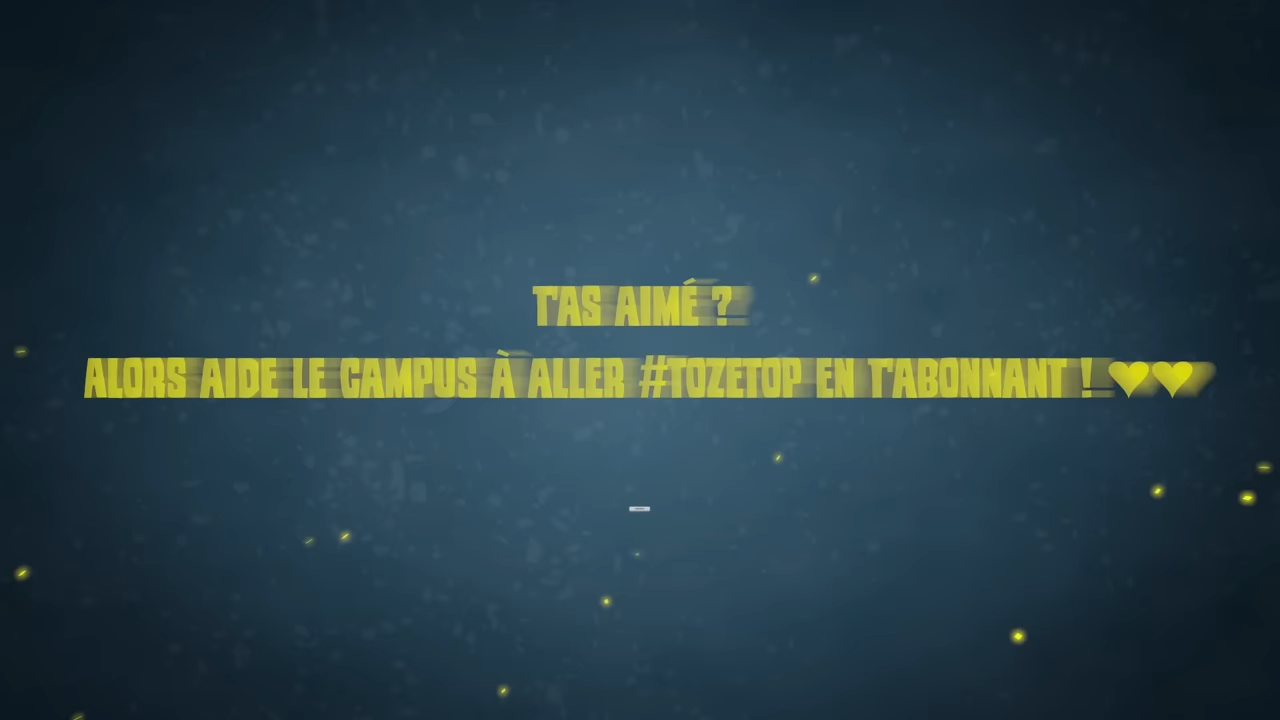 T'AS AIMÉ ?
ALORS AIDE LE CAMPUS À ALLER #TOZETOP EN T'ABONNANT ! ♥♥